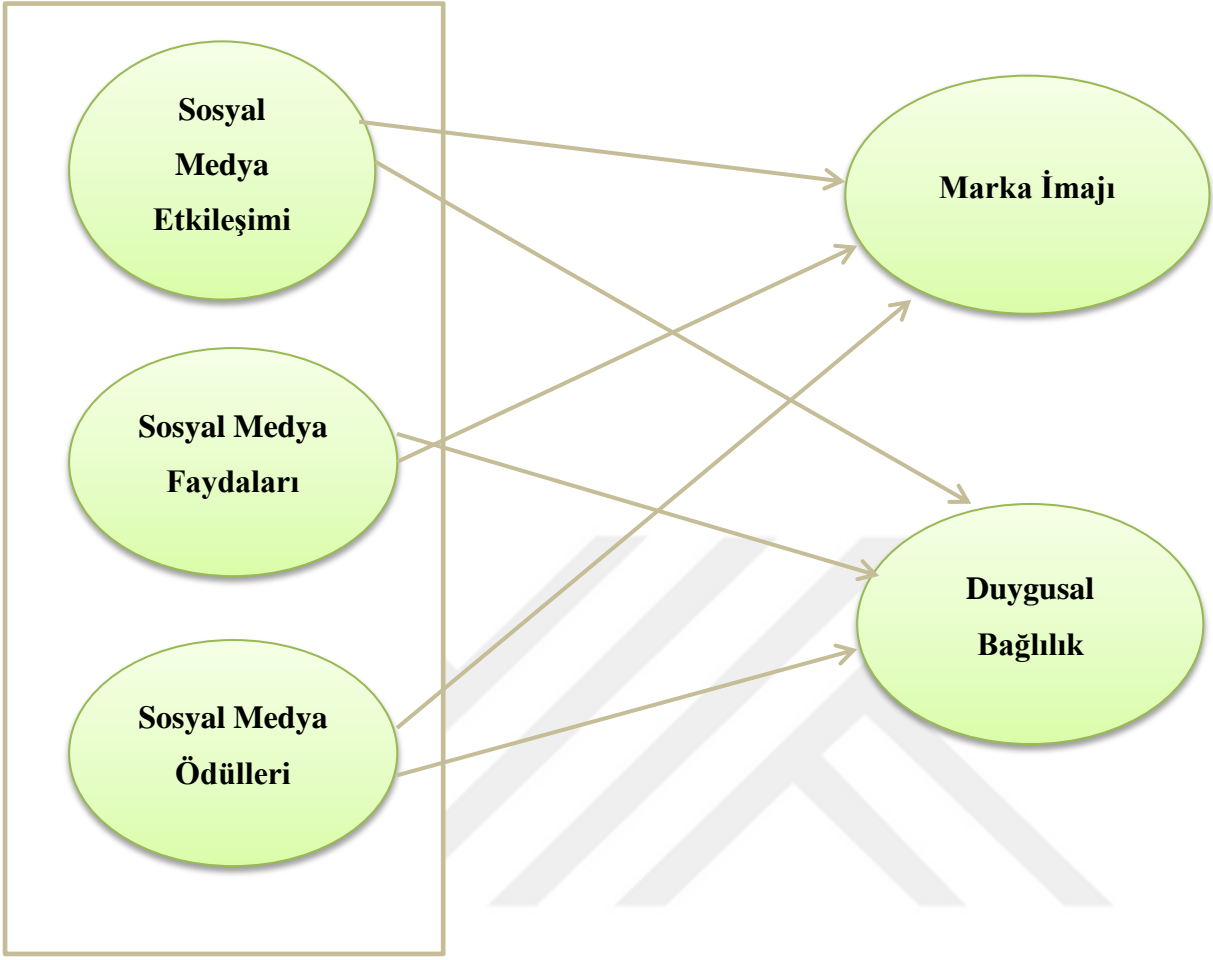 Sosyal
Medya
Etkileşimi
Marka İmajı
Sosyal Medya
Faydaları
Duygusal
Bağlılık
Sosyal Medya
Ödülleri